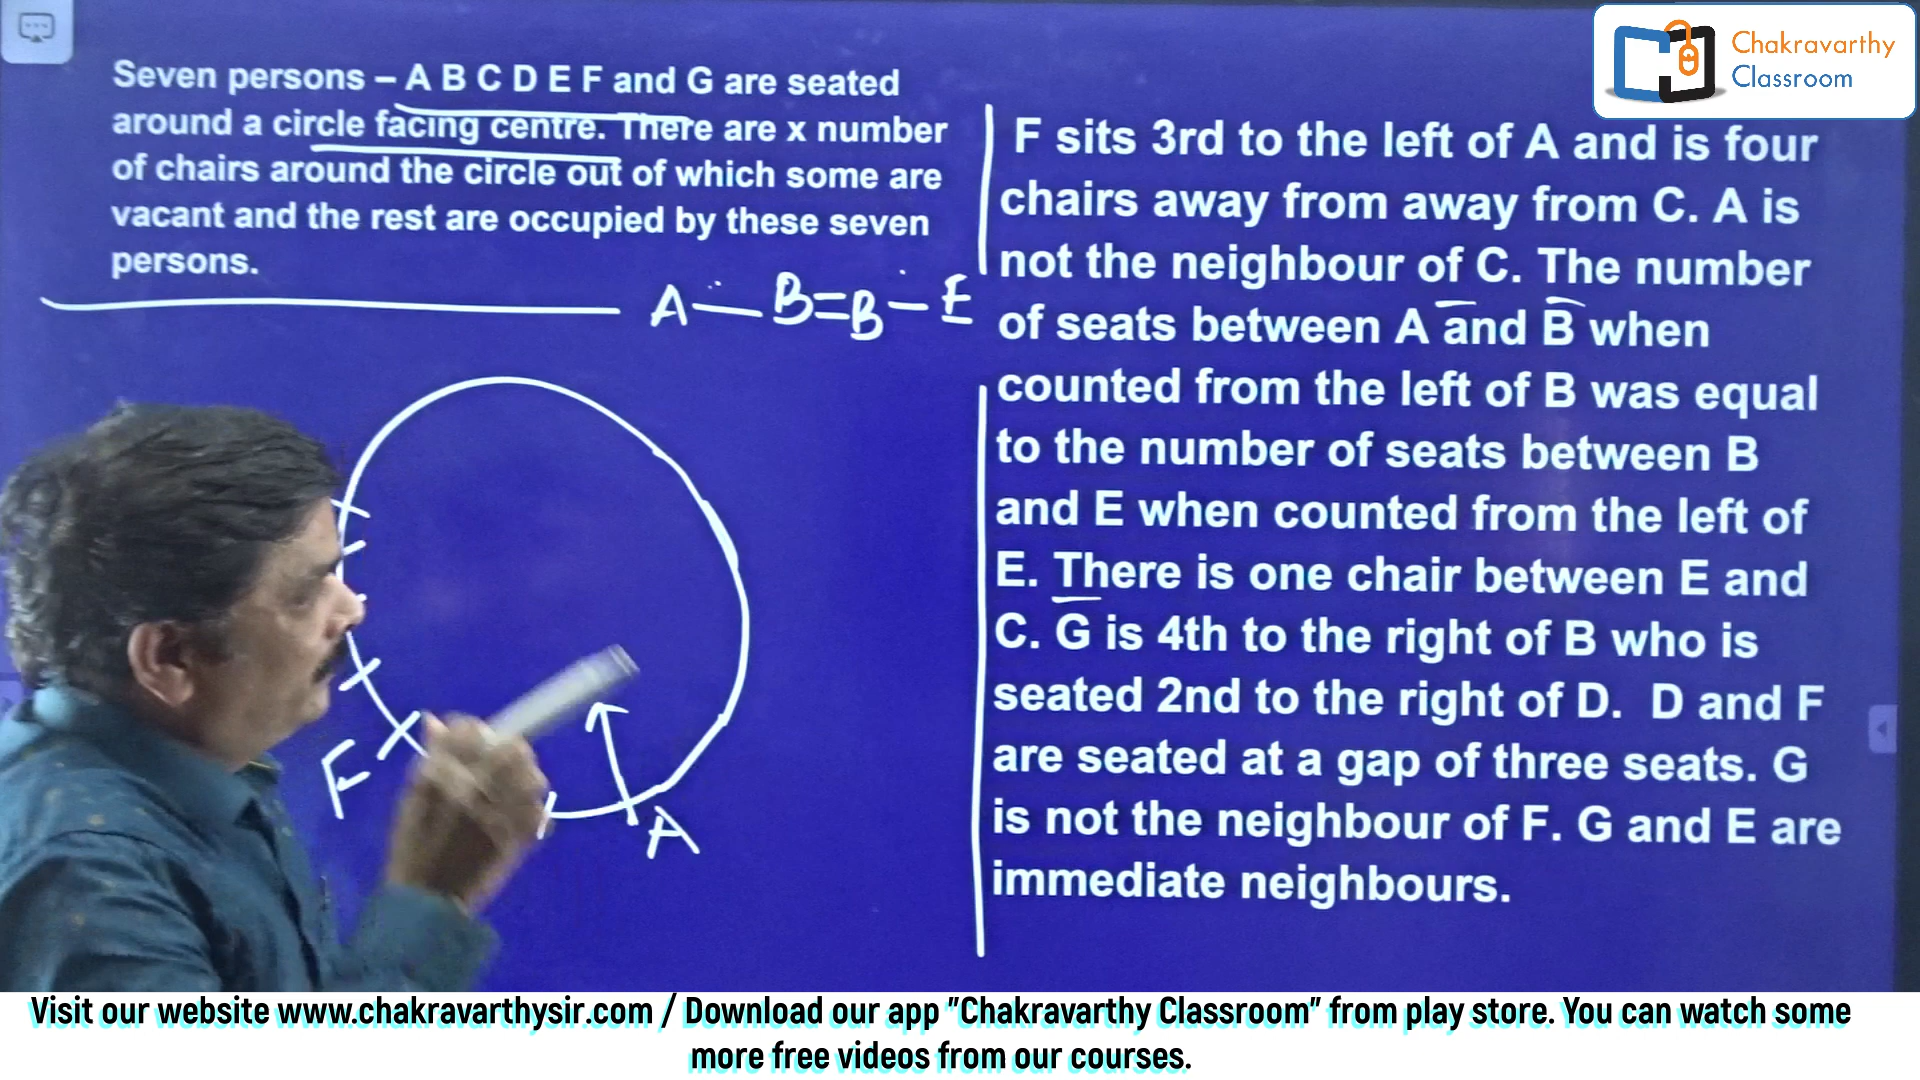 Chakravarthy
Classroom
Seven persons – A B C D E F and G are seated
around a circle facing centre. There are x number
of chairs around the circle out of which some are
vacant and the rest are occupied by these seven
persons.
A — B = B – E
F
A
F sits 3rd to the left of A and is four
chairs away from away from C. A is
not the neighbour of C. The number
of seats between A and B when
counted from the left of B was equal
to the number of seats between B
and E when counted from the left of
E. There is one chair between E and
C. G is 4th to the right of B who is
seated 2nd to the right of D. D and F
are seated at a gap of three seats. G
is not the neighbour of F. G and E are
immediate neighbours.
Visit our website www.chakravarthysir.com / Download our app "Chakravarthy Classroom" from play store. You can watch some
more free videos from our courses.